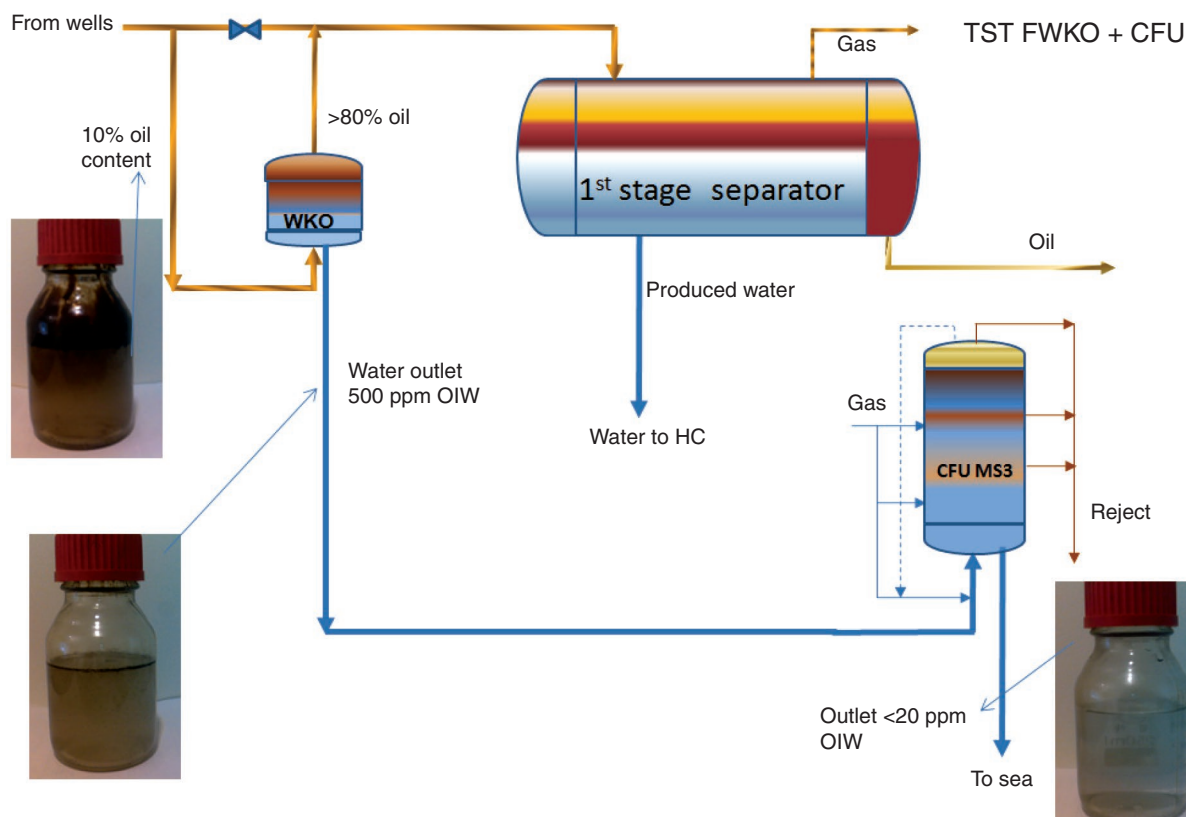 From wells
Gas
TST FWKO + CFU
10% oil
content
>80% oil
WKO
1st stage separator
Oil
Produced water
Water outlet
500 ppm OIW
Water to HC
Gas
CFU MS3
Reject
Outlet <20 ppm
OIW
To sea